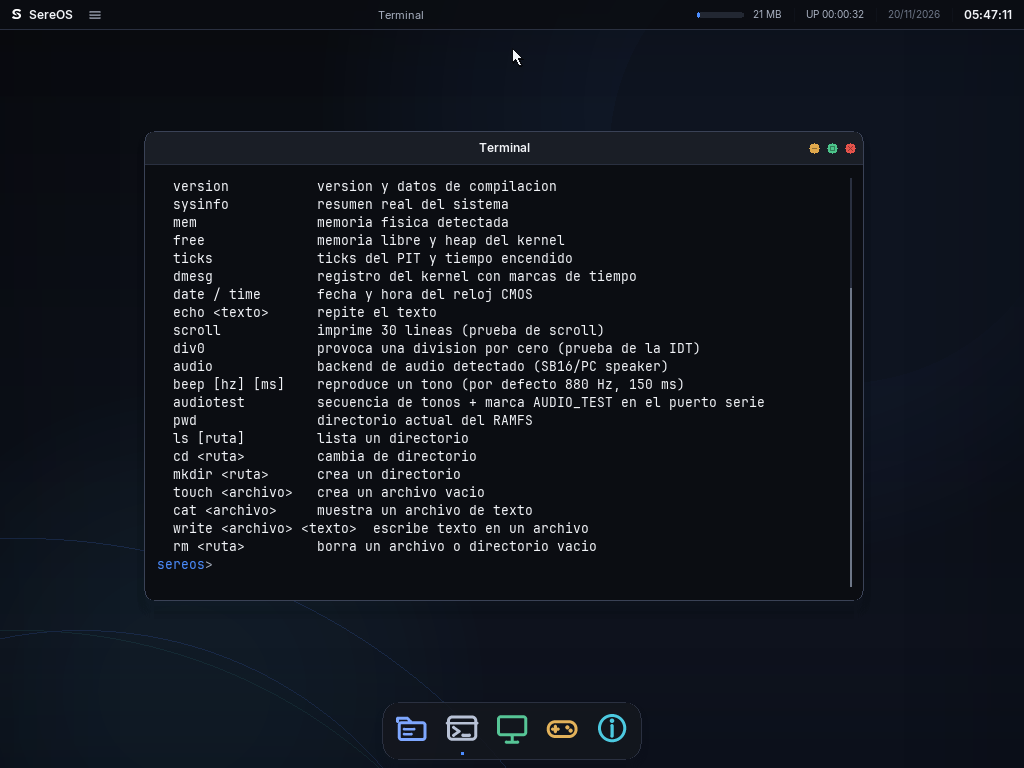 SereOS Terminal 21 MB UP 00:00:32 20/11/2026 05:47:11
Terminal
version version y datos de compilacion
sysinfo resumen real del sistema
mem memoria fisica detectada
free memoria libre y heap del kernel
ticks ticks del PIT y tiempo encendido
dmesg registro del kernel con marcas de tiempo
date / time fecha y hora del reloj CMOS
echo <texto> repite el texto
scroll imprime 30 lineas (prueba de scroll)
div0 provoca una division por cero (prueba de la IDT)
audio backend de audio detectado (SB16/PC speaker)
beep [hz] [ms] reproduce un tono (por defecto 880 Hz, 150 ms)
audiotest secuencia de tonos + marca AUDIO_TEST en el puerto serie
pwd directorio actual del RAMFS
ls [ruta] lista un directorio
cd <ruta> cambia de directorio
mkdir <ruta> crea un directorio
touch <archivo> crea un archivo vacio
cat <archivo> muestra un archivo de texto
write <archivo> <texto> escribe texto en un archivo
rm <ruta> borra un archivo o directorio vacio
sereos>